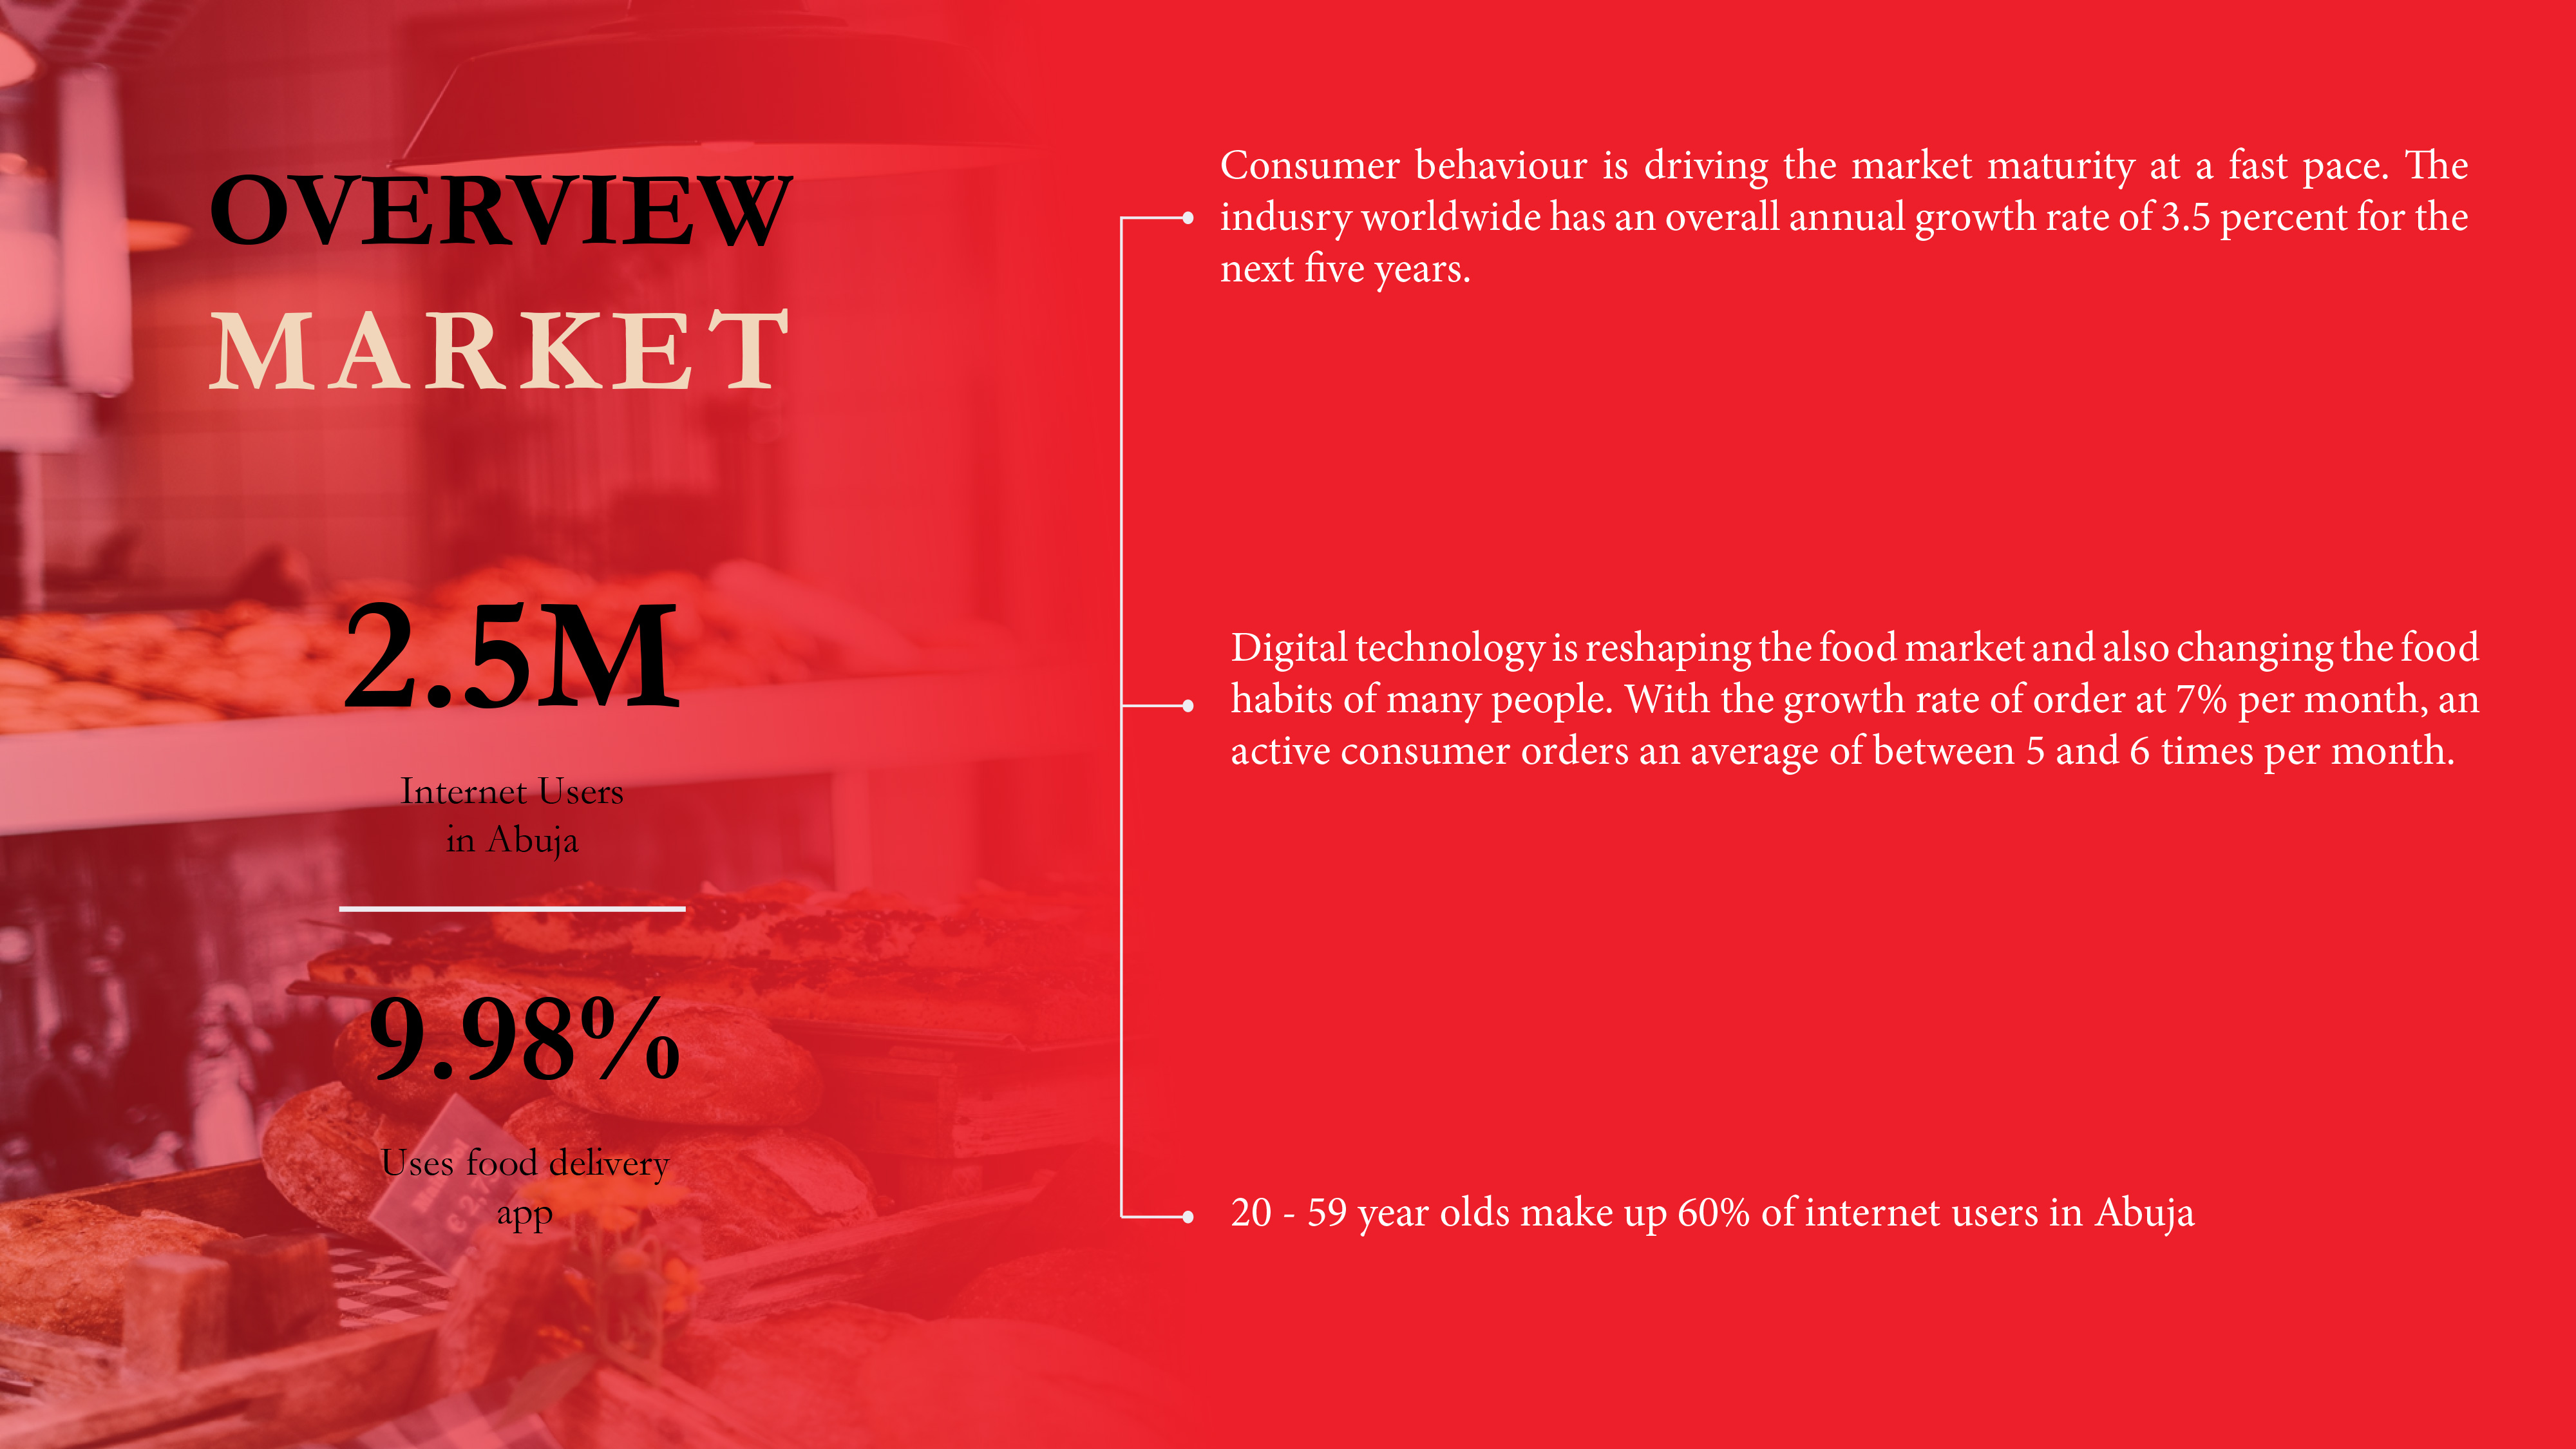 OVERVIEW
MARKET
2.5M
Internet Users
in Abuja
9.98%
Uses food delivery
app
Consumer behaviour is driving the market maturity at a fast pace. The
indusry worldwide has an overall annual growth rate of 3.5 percent for the
next five years.
Digital technology is reshaping the food market and also changing the food
habits of many people. With the growth rate of order at 7% per month, an
active consumer orders an average of between 5 and 6 times per month.
20 - 59 year olds make up 60% of internet users in Abuja